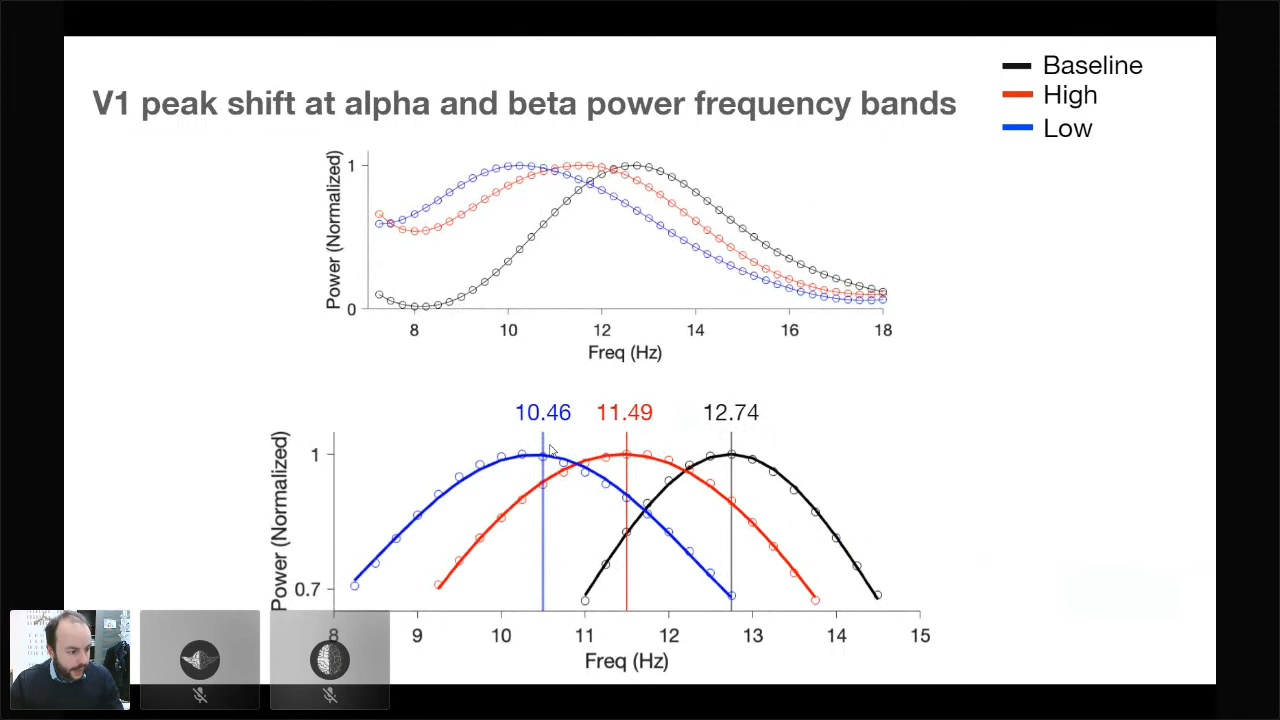 Baseline
High
Low
V1 peak shift at alpha and beta power frequency bands
Power (Normalized)
1
0
8 10 12 14 16 18
Freq (Hz)
10.46 11.49 12.74
Power (Normalized)
1
0.7
8 9 10 11 12 13 14 15
Freq (Hz)